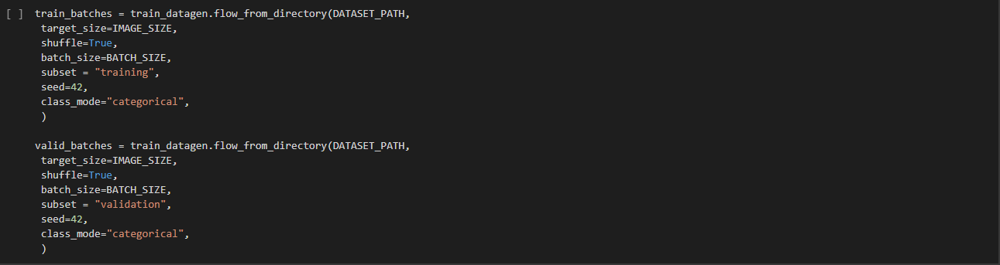 [ ] train_batches = train_datagen.flow_from_directory(DATASET_PATH,
target_size=IMAGE_SIZE,
shuffle=True,
batch_size=BATCH_SIZE,
subset = "training",
seed=42,
class_mode="categorical",
)
valid_batches = train_datagen.flow_from_directory(DATASET_PATH,
target_size=IMAGE_SIZE,
shuffle=True,
batch_size=BATCH_SIZE,
subset = "validation",
seed=42,
class_mode="categorical",
)